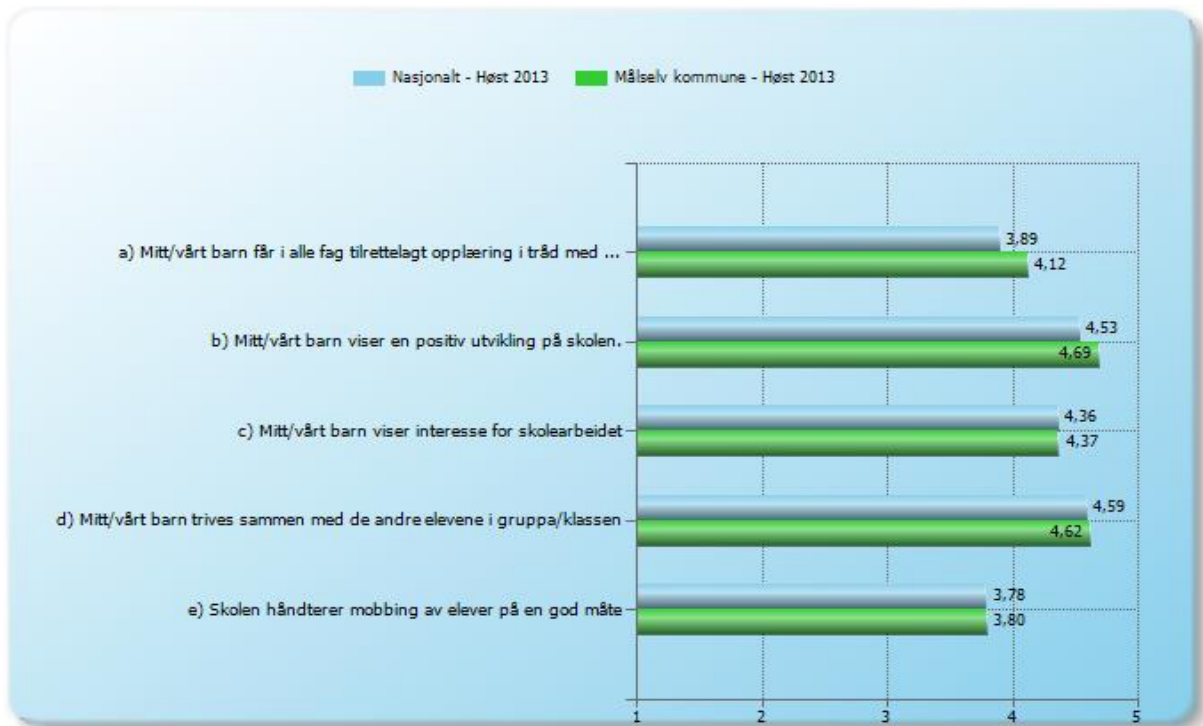 Nasjonalt - Høst 2013 Målselv kommune - Høst 2013
a) Mitt/vårt barn får i alle fag tilrettelagt opplæring i tråd med ...
3,89
4,12
b) Mitt/vårt barn viser en positiv utvikling på skolen.
4,53
4,69
c) Mitt/vårt barn viser interesse for skolearbeidet
4,36
4,37
d) Mitt/vårt barn trives sammen med de andre elevene i gruppa/klassen
4,59
4,62
e) Skolen håndterer mobbing av elever på en god måte
3,78
3,80
1 2 3 4 5